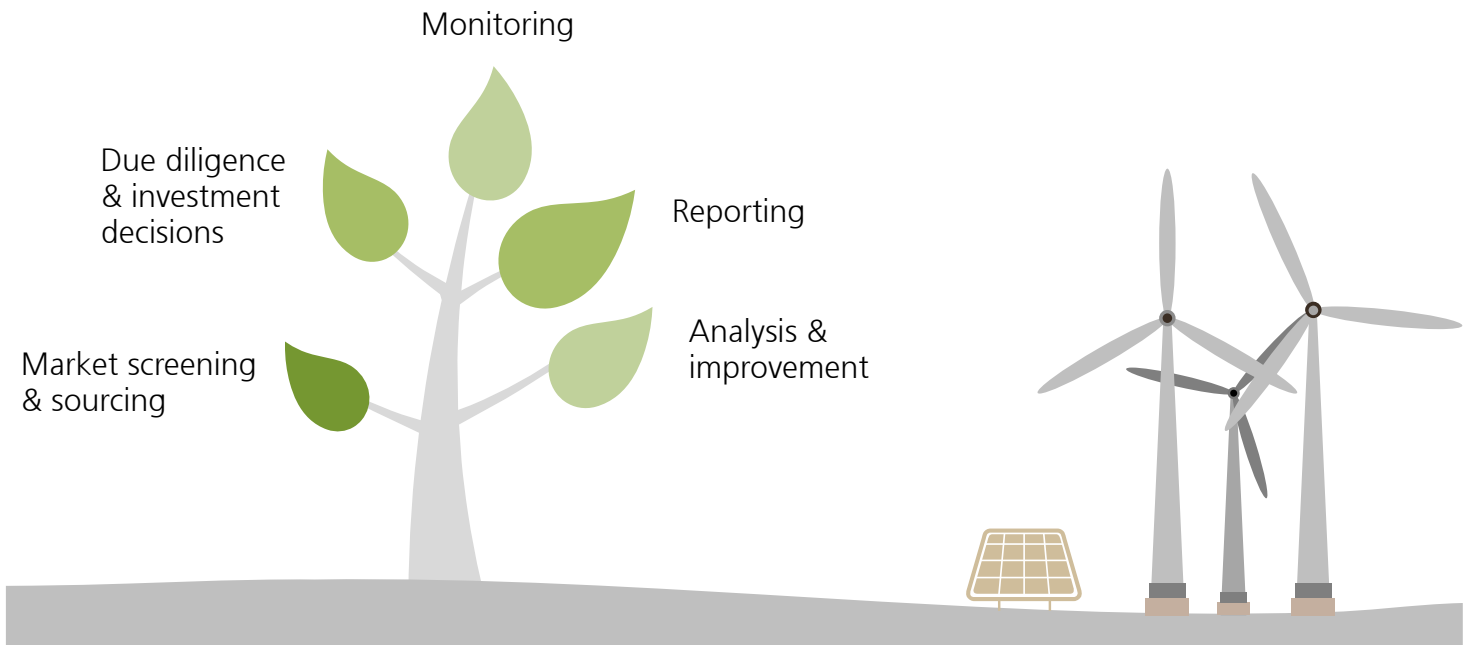 Monitoring
Due diligence
& investment
decisions
Reporting
Analysis &
improvement
Market screening
& sourcing